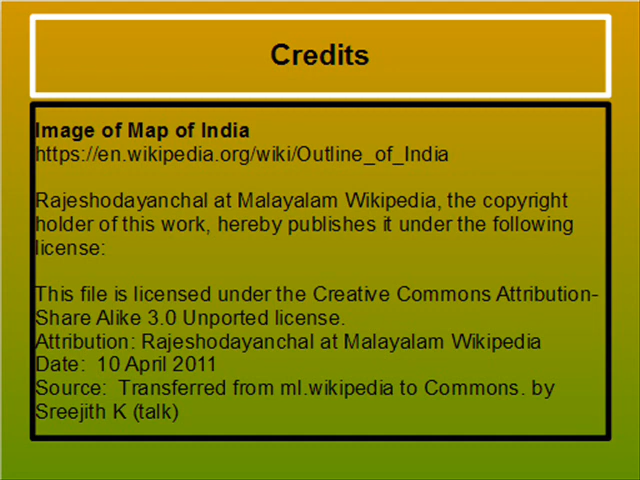 Credits
Image of Map of India
https://en.wikipedia.org/wiki/Outline_of_India
Rajeshodayanchal at Malayalam Wikipedia, the copyright
holder of this work, hereby publishes it under the following
license:
This file is licensed under the Creative Commons Attribution-
Share Alike 3.0 Unported license.
Attribution: Rajeshodayanchal at Malayalam Wikipedia
Date:  10 April 2011
Source:  Transferred from ml.wikipedia to Commons. by
Sreejith K (talk)